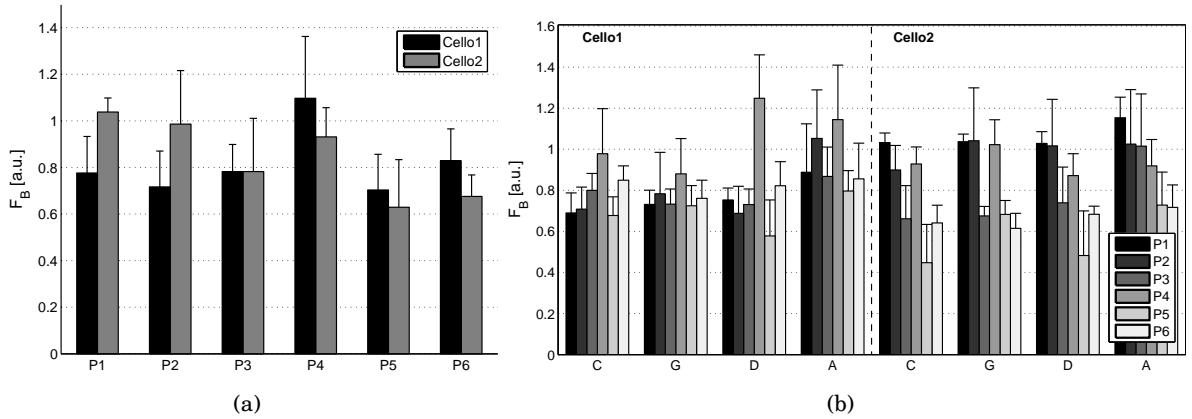 1.4
1.2
1
0.8
0.6
0.4
0.2
0
F_B [a.u.]
Cello1
Cello2
P1 P2 P3 P4 P5 P6
(a)
1.6
1.4
1.2
1
0.8
0.6
0.4
0.2
0
F_B [a.u.]
Cello1 Cello2
P1
P2
P3
P4
P5
P6
C G D A C G D A
(b)